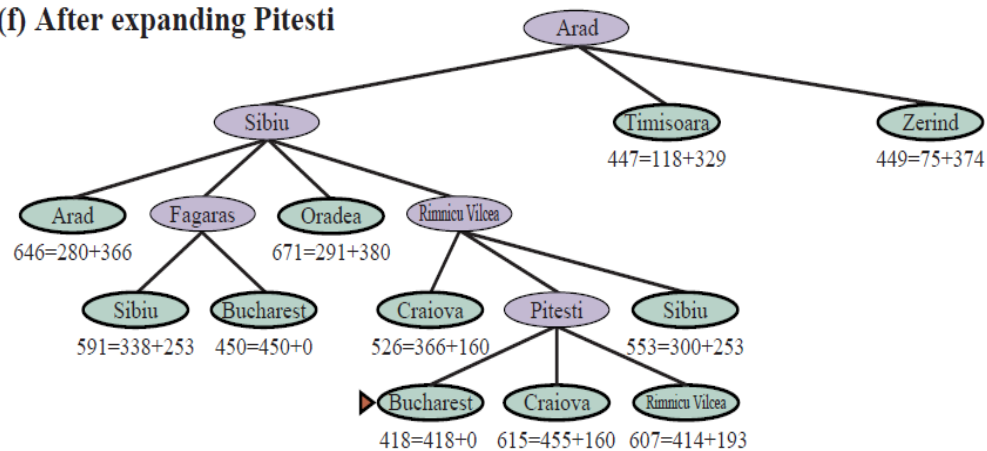 (f) After expanding Pitesti
Arad
Sibiu
Timisoara
Zerind
447=118+329
449=75+374
Arad
Fagaras
Oradea
Rimnicu Vilcea
646=280+366
671=291+380
Sibiu
Bucharest
Craiova
Pitesti
Sibiu
591=338+253
450=450+0
526=366+160
553=300+253
Bucharest
Craiova
Rimnicu Vilcea
418=418+0
615=455+160
607=414+193